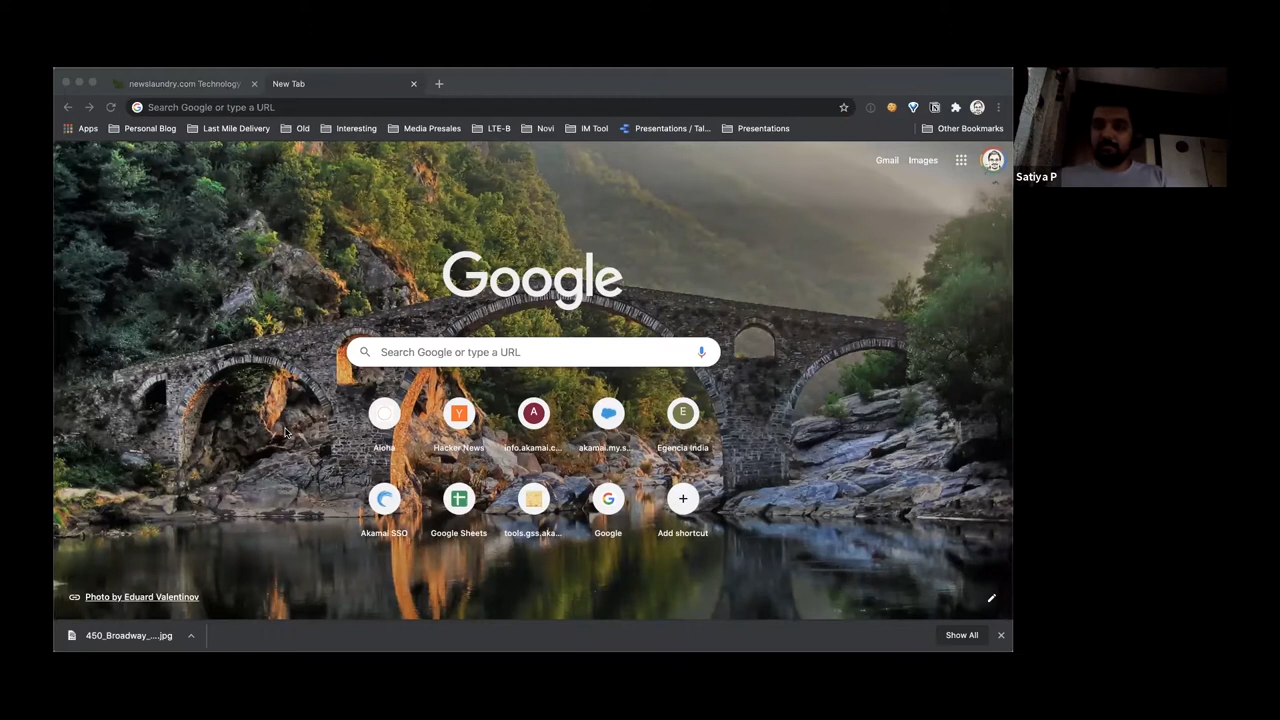 newslaundry.com Technology
New Tab
Search Google or type a URL
Apps Personal Blog Last Mile Delivery Old Interesting Media Presales LTE-B Novi IM Tool Presentations / Tal... Presentations Other Bookmarks
Gmail Images
Satiya P
Google
Search Google or type a URL
Y A E
Aloha Hacker News info.akamai.c... akamai.my.s... Egencia India
G
Akamai SSO Google Sheets tools.gss.aka... Google Add shortcut
Photo by Eduard Valentinov
450_Broadway_....jpg Show All